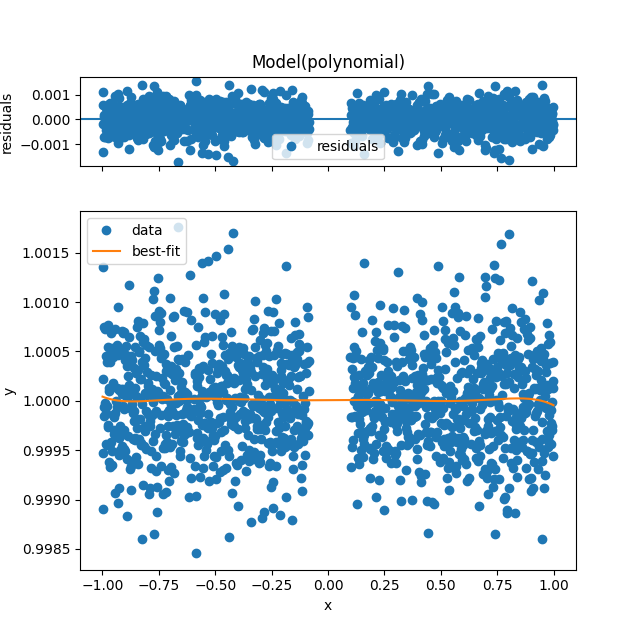 Model(polynomial)
residuals
0.001
0.000
−0.001
residuals
y
1.0015
1.0010
1.0005
1.0000
0.9995
0.9990
0.9985
data
best-fit
−1.00 −0.75 −0.50 −0.25 0.00 0.25 0.50 0.75 1.00
x